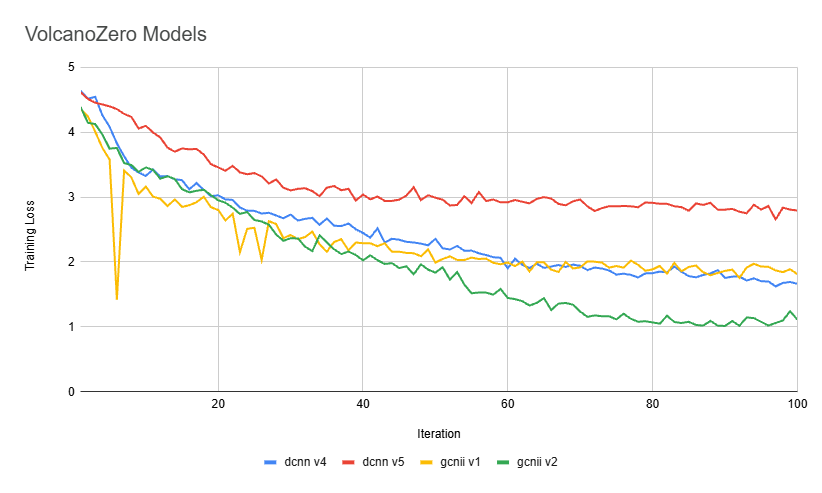 VolcanoZero Models
5
4
3
2
1
0
Training Loss
20
40
60
80
100
Iteration
dcnn v4
dcnn v5
gcnii v1
gcnii v2